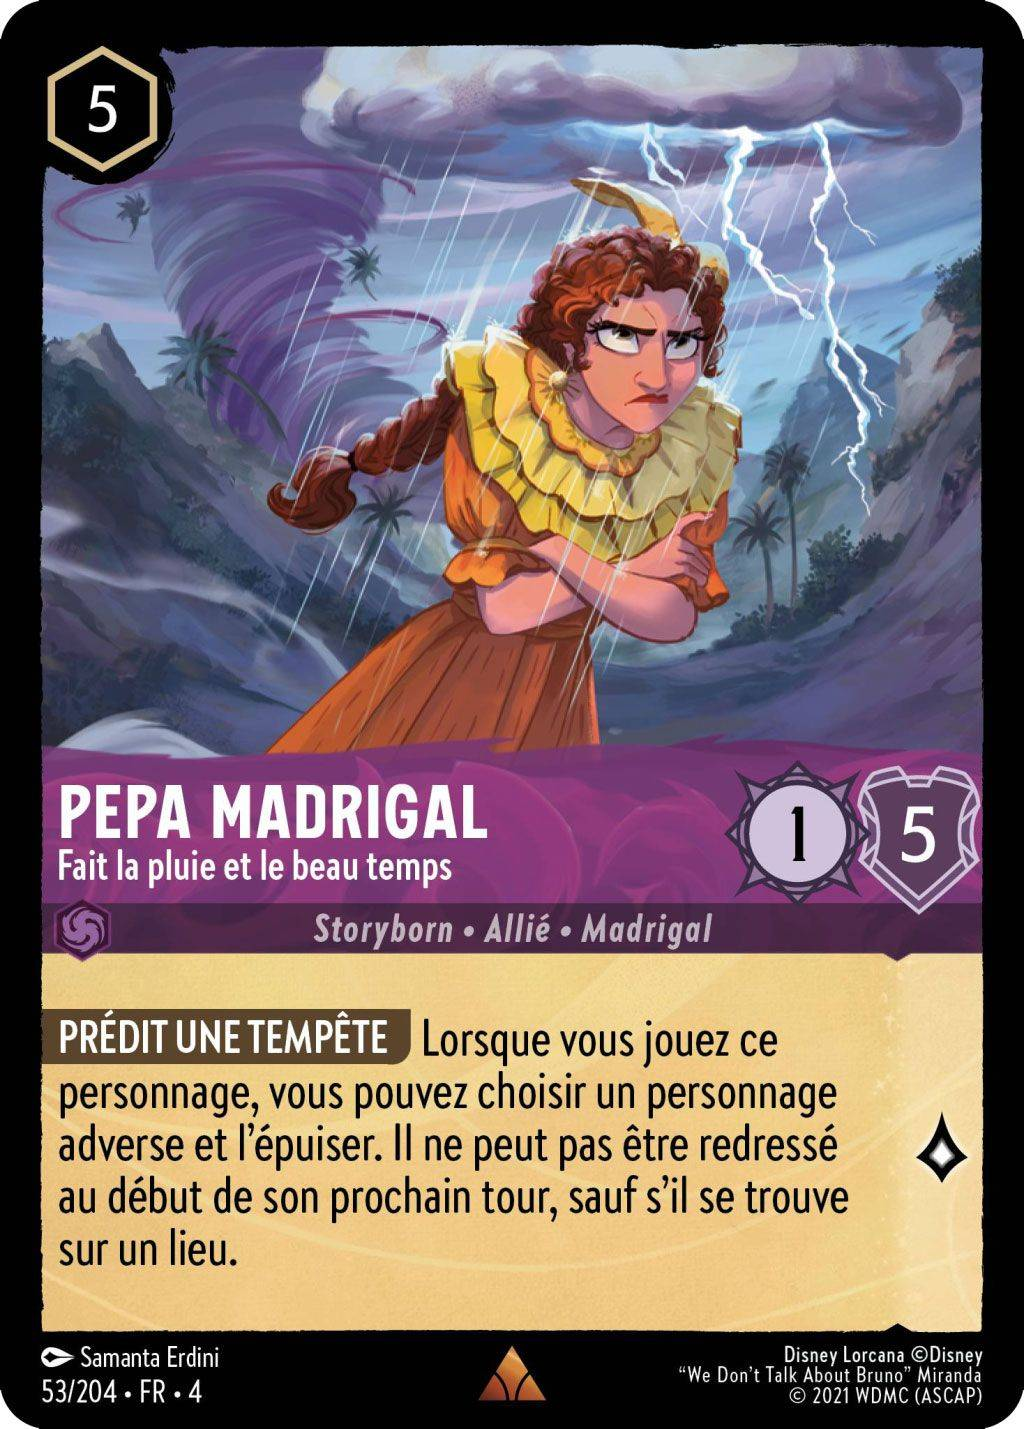 5
PEPA MADRIGAL
Fait la pluie et le beau temps
1
5
Storyborn • Allié • Madrigal
PRÉDIT UNE TEMPÊTE Lorsque vous jouez ce
personnage, vous pouvez choisir un personnage
adverse et l'épuiser. Il ne peut pas être redressé
au début de son prochain tour, sauf s'il se trouve
sur un lieu.
Samanta Erdini
53/204 • FR • 4
Disney Lorcana ©Disney
“We Don't Talk About Bruno” Miranda
© 2021 WDMC (ASCAP)